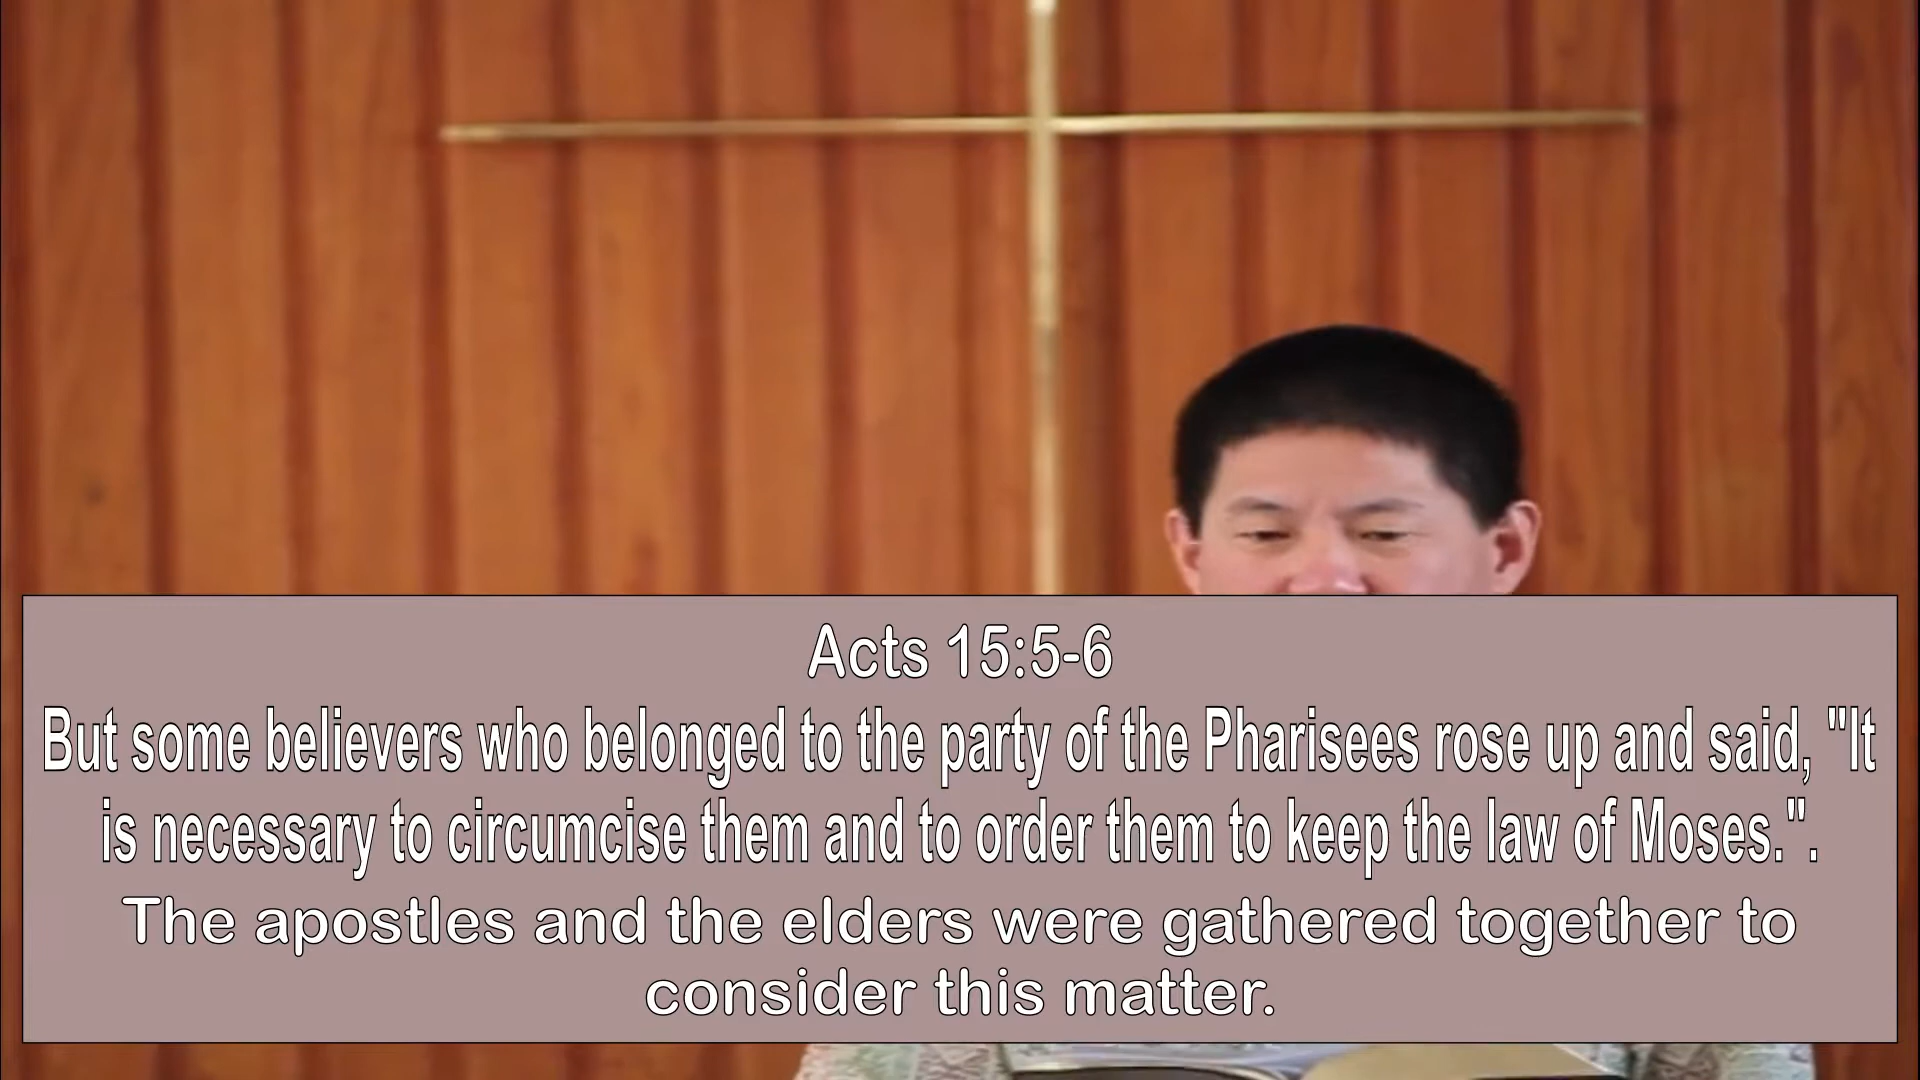 Acts 15:5-6
But some believers who belonged to the party of the Pharisees rose up and said, "It
is necessary to circumcise them and to order them to keep the law of Moses.".
The apostles and the elders were gathered together to
consider this matter.